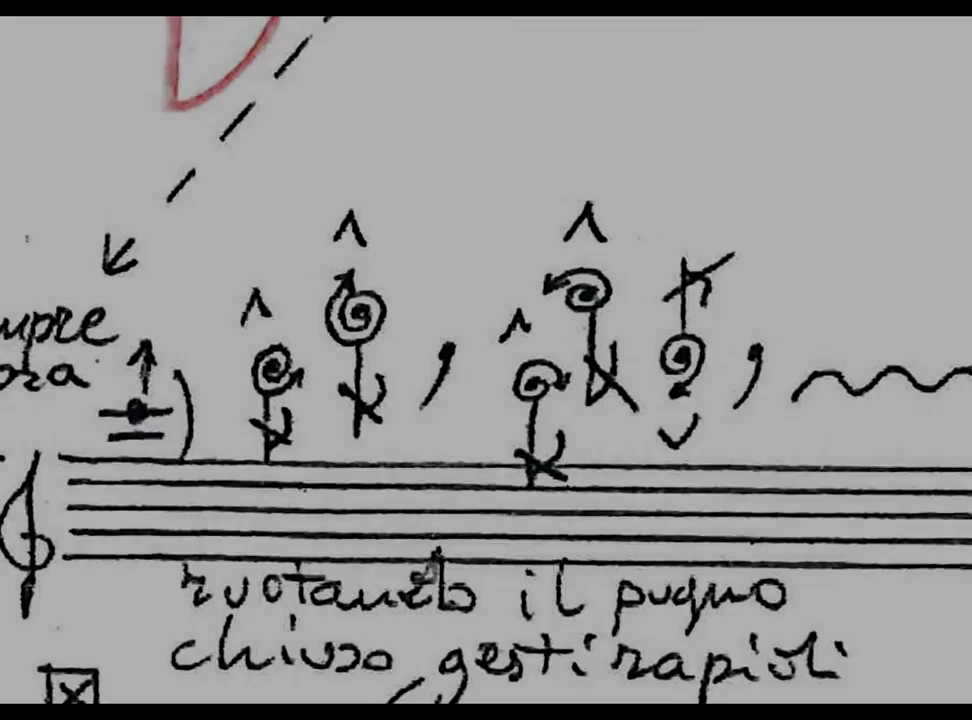 mpre
ora
ruotando il pugno
chiuso, gesti rapidi